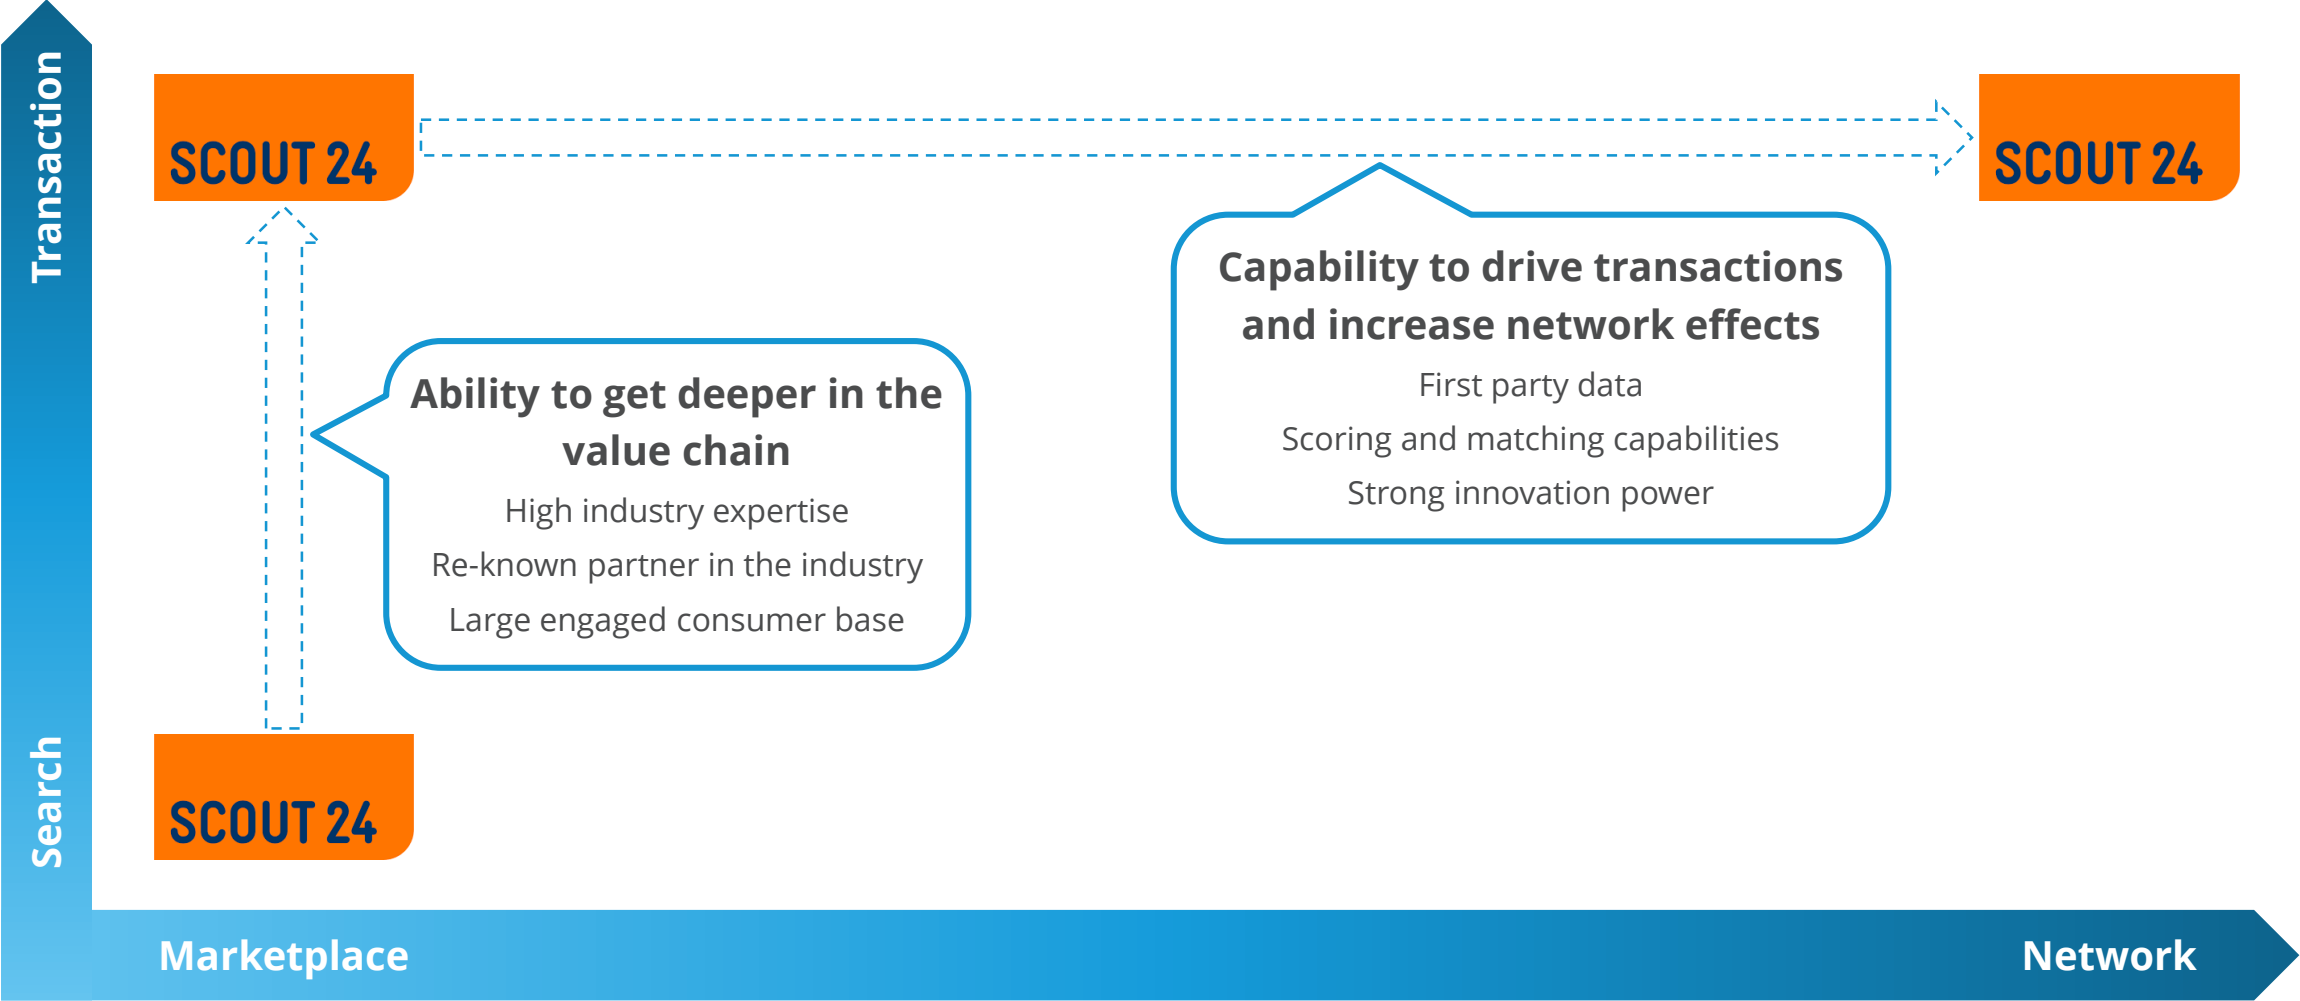 Transaction
SCOUT 24
SCOUT 24
Capability to drive transactions
and increase network effects
First party data
Scoring and matching capabilities
Strong innovation power
Ability to get deeper in the
value chain
High industry expertise
Re-known partner in the industry
Large engaged consumer base
Search
SCOUT 24
Marketplace
Network